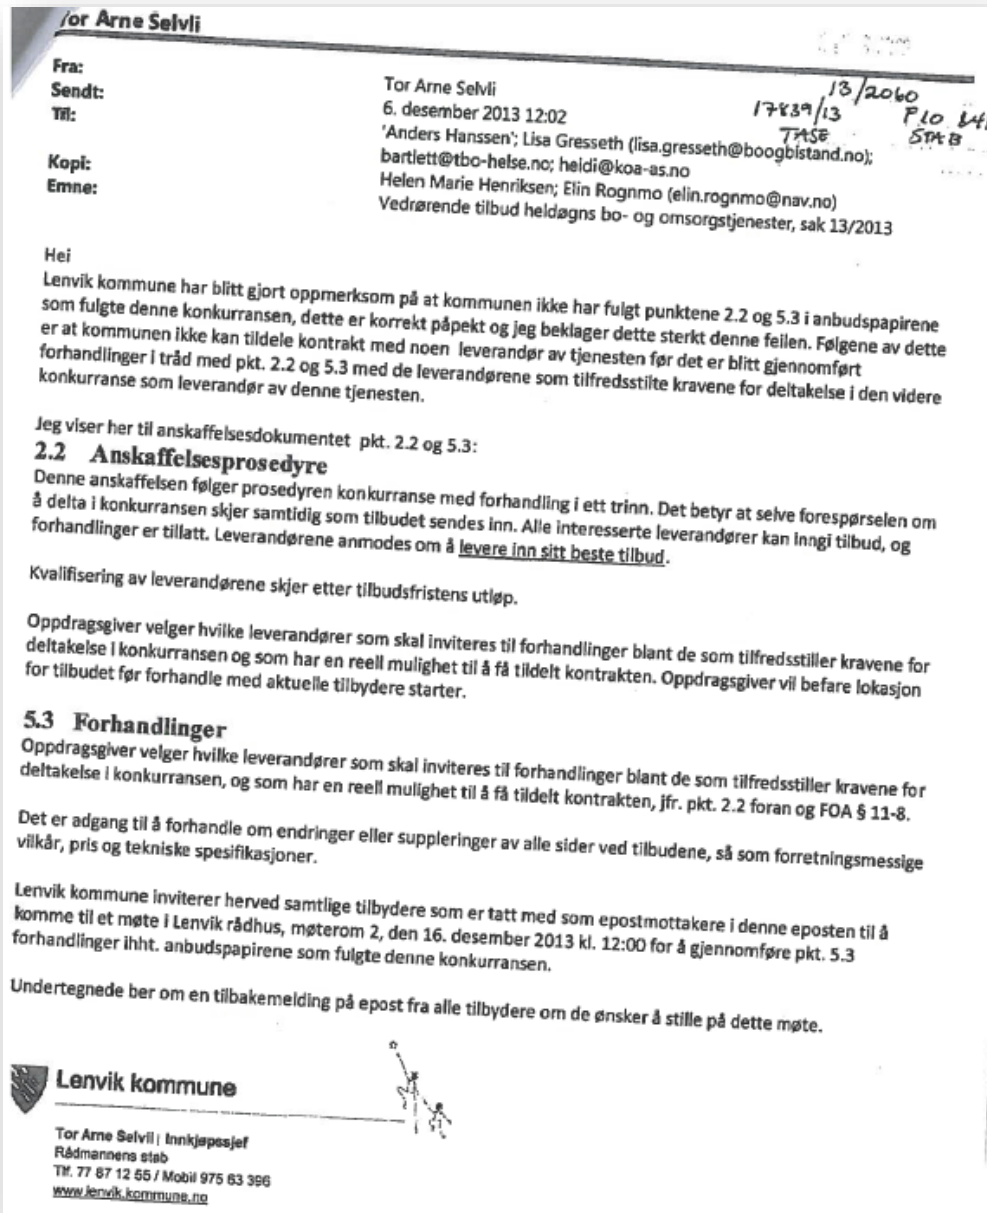 Tor Arne Selvli
Fra:
Tor Arne Selvli
Sendt:
6. desember 2013 12:02
Til:
'Anders Hanssen'; Lisa Gresseth (lisa.gresseth@boogbistand.no);
bartlett@tbo-helse.no; heidi@koa-as.no
Kopi:
Helen Marie Henriksen; Elin Rognmo (elin.rognmo@nav.no)
Emne:
Vedrørende tilbud heldøgns bo- og omsorgstjenester, sak 13/2013
13/2060
17839/13
TASE
STAB
Hei
Lenvik kommune har blitt gjort oppmerksom på at kommunen ikke har fulgt punktene 2.2 og 5.3 i anbudspapirene
som fulgte denne konkurransen, dette er korrekt påpekt og jeg beklager dette sterkt denne feilen. Følgene av dette
er at kommunen ikke kan tildele kontrakt med noen leverandør av tjenesten før det er blitt gjennomført
forhandlinger i tråd med pkt. 2.2 og 5.3 med de leverandørene som tilfredsstilte kravene for deltakelse i den videre
konkurranse som leverandør av denne tjenesten.
Jeg viser her til anskaffelsesdokumentet pkt. 2.2 og 5.3:
2.2 Anskaffelsesprosedyre
Denne anskaffelsen følger prosedyren konkurranse med forhandling i ett trinn. Det betyr at selve forespørselen om
å delta i konkurransen skjer samtidig som tilbudet sendes inn. Alle interesserte leverandører kan inngi tilbud, og
forhandlinger er tillatt. Leverandørene anmodes om å levere inn sitt beste tilbud.
Kvalifisering av leverandørene skjer etter tilbudsfristens utløp.
Oppdragsgiver velger hvilke leverandører som skal inviteres til forhandlinger blant de som tilfredsstiller kravene for
deltakelse i konkurransen og som har en reell mulighet til å få tildelt kontrakten. Oppdragsgiver vil befare lokasjon
for tilbudet før forhandle med aktuelle tilbydere starter.
5.3 Forhandlinger
Oppdragsgiver velger hvilke leverandører som skal inviteres til forhandlinger blant de som tilfredsstiller kravene for
deltakelse i konkurransen, og som har en reell mulighet til å få tildelt kontrakten, jfr. pkt. 2.2 foran og FOA § 11-8.
Det er adgang til å forhandle om endringer eller suppleringer av alle sider ved tilbudene, så som forretningsmessige
vilkår, pris og tekniske spesifikasjoner.
Lenvik kommune inviterer herved samtlige tilbydere som er tatt med som epostmottakere i denne eposten til å
komme til et møte i Lenvik rådhus, møterom 2, den 16. desember 2013 kl. 12:00 for å gjennomføre pkt. 5.3
forhandlinger ihht. anbudspapirene som fulgte denne konkurransen.
Undertegnede ber om en tilbakemelding på epost fra alle tilbydere om de ønsker å stille på dette møte.
Lenvik kommune
Tor Arne Selvli | Innkjøpssjef
Rådmannens stab
Tlf. 77 87 12 55 / Mobil 975 63 396
www.lenvik.kommune.no